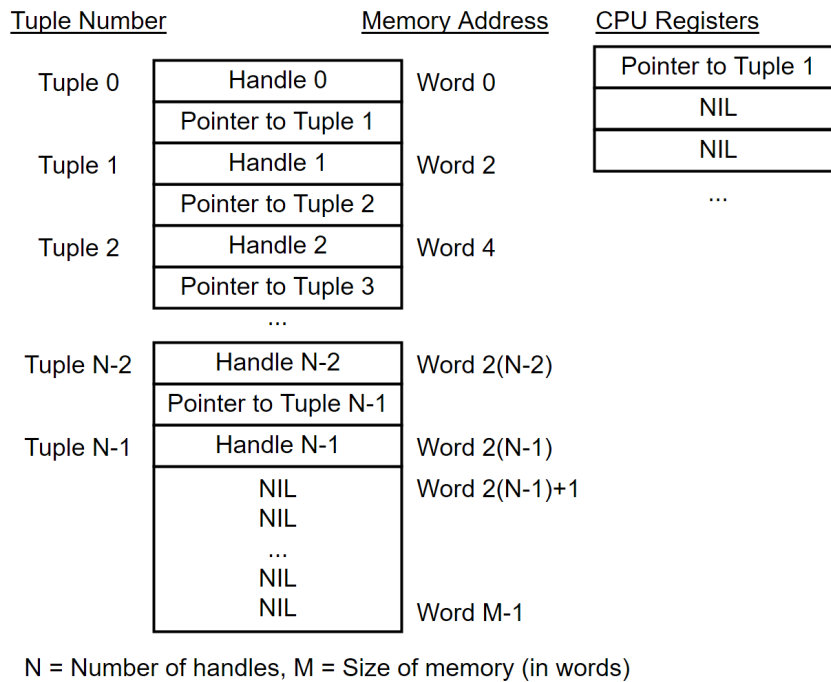 Tuple Number Memory Address CPU Registers
Pointer to Tuple 1
Tuple 0 Handle 0 Word 0
NIL
Pointer to Tuple 1
NIL
Tuple 1 Handle 1 Word 2
...
Pointer to Tuple 2
Tuple 2 Handle 2 Word 4
Pointer to Tuple 3
...
Tuple N-2 Handle N-2 Word 2(N-2)
Pointer to Tuple N-1
Tuple N-1 Handle N-1 Word 2(N-1)
NIL Word 2(N-1)+1
NIL
...
NIL
NIL Word M-1
N = Number of handles, M = Size of memory (in words)